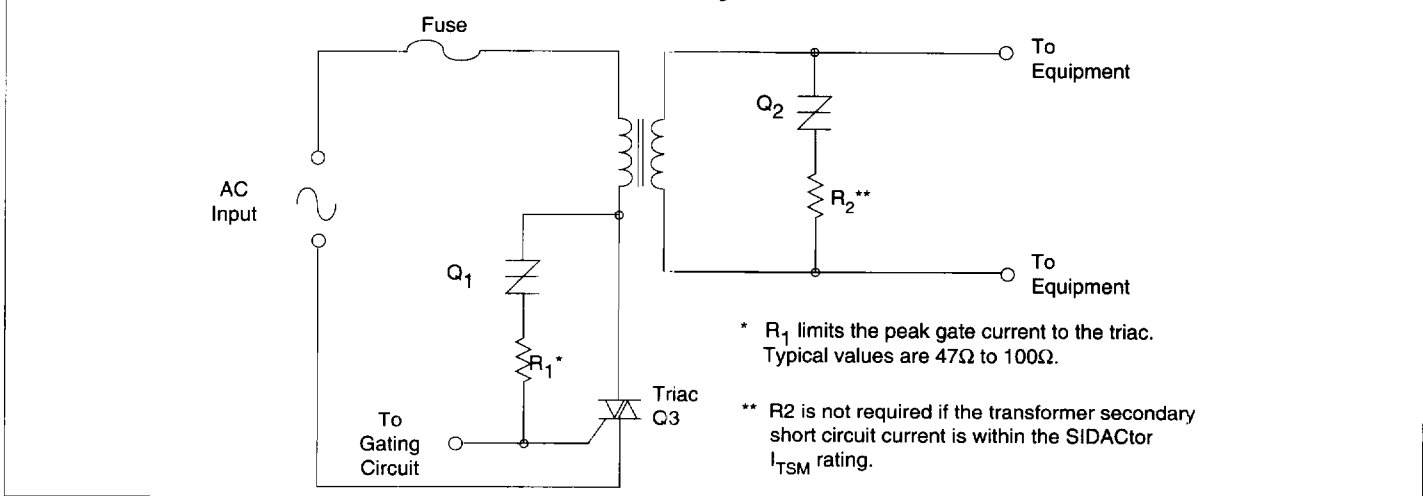 Fuse
To
Equipment
Q2
AC
Input
R2**
Q1
To
Equipment
* R1 limits the peak gate current to the triac.
Typical values are 47Ω to 100Ω.
R1*
Triac
Q3
** R2 is not required if the transformer secondary
short circuit current is within the SIDACtor
ITSM rating.
To
Gating
Circuit